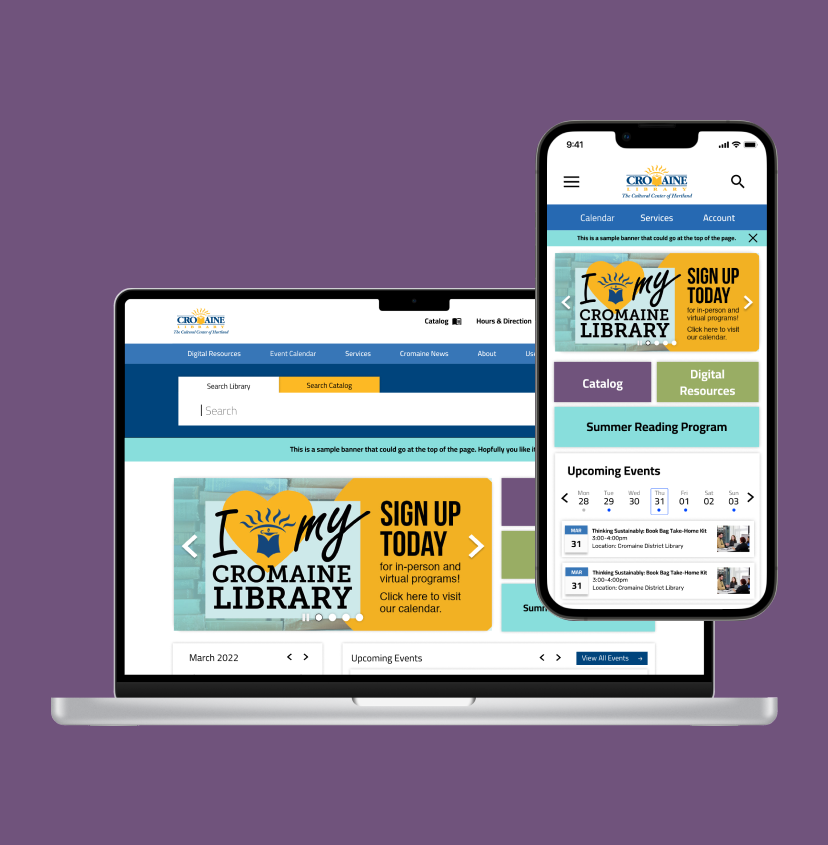 CROMAINE
LIBRARY
The Cultural Center of Hartland
Catalog
Hours & Direction
Digital Resources
Event Calendar
Services
Cromaine News
About
Search Library
Search Catalog
Search
This is a sample banner that could go at the top of the page. Hopefully you like
I my
CROMAINE
LIBRARY
SIGN UP
TODAY
for in-person and
virtual programs!
Click here to visit
our calendar.
March 2022
Upcoming Events
View All Events →
9:41
CROMAINE
LIBRARY
The Cultural Center of Hartland
Calendar
Services
Account
This is a sample banner that could go at the top of the page.
I my
CROMAINE
LIBRARY
SIGN UP
TODAY
for in-person and
virtual programs!
Click here to visit
our calendar.
Catalog
Digital
Resources
Summer Reading Program
Upcoming Events
Mon Tue Wed Thu Fri Sat Sun
28 29 30 31 01 02 03
MAR
31
Thinking Sustainably: Book Bag Take-Home Kit
3:00-4:00pm
Location: Cromaine District Library
MAR
31
Thinking Sustainably: Book Bag Take-Home Kit
3:00-4:00pm
Location: Cromaine District Library